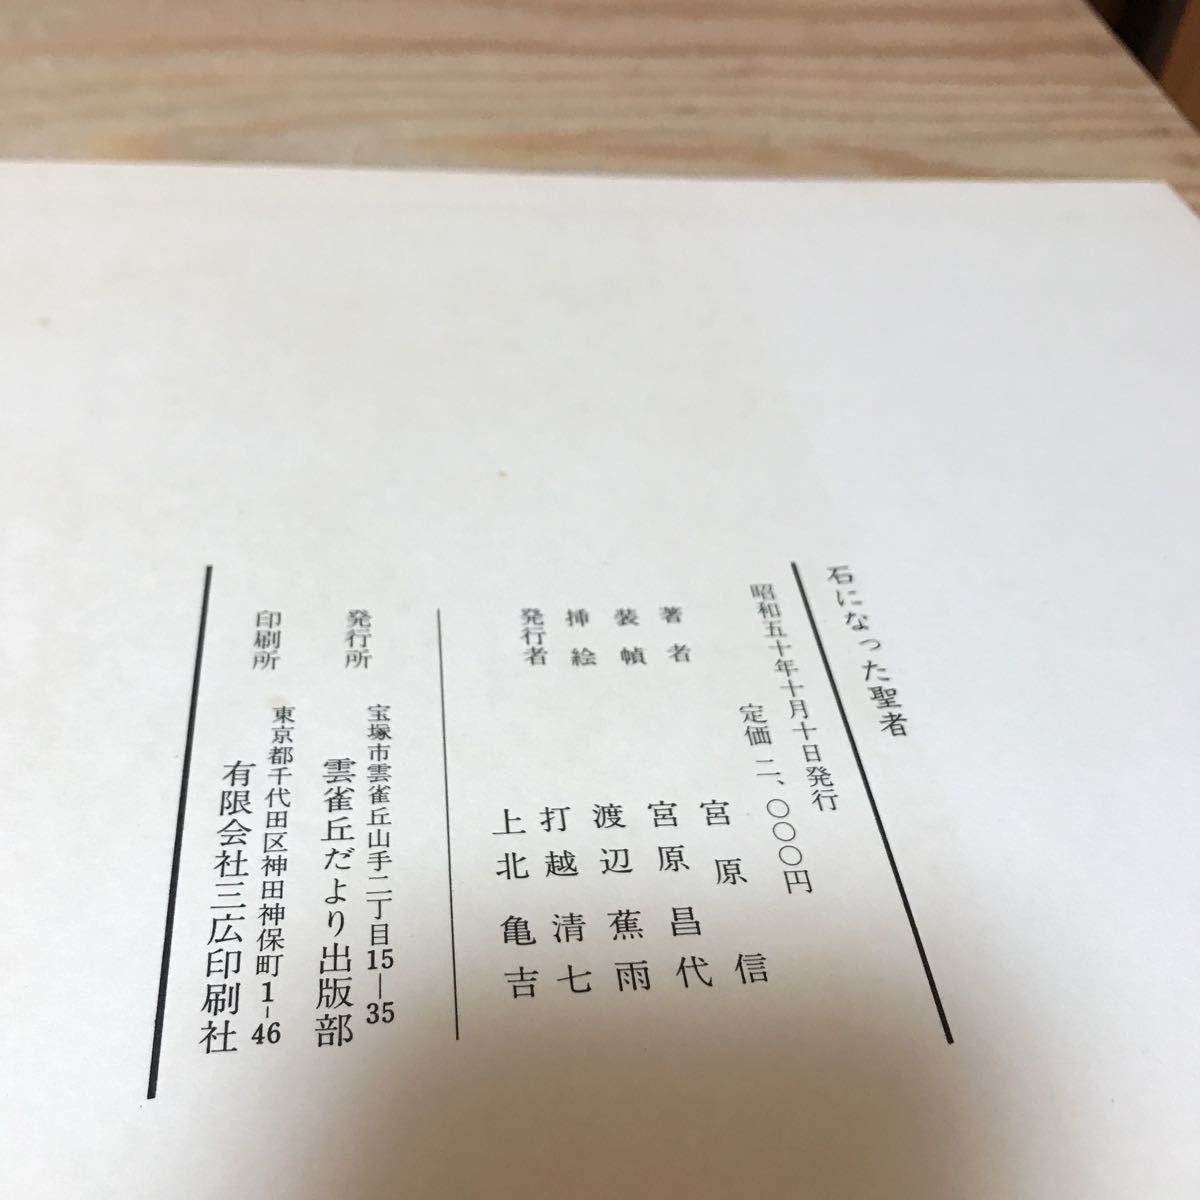 石になった聖者
昭和五十年十月十日発行
定価 二、〇〇〇円
著者 宮原 信
装幀 宮原昌代
挿絵 渡辺蕉雨
発行者 打越清七
上北亀吉
発行所 宝塚市雲雀丘山手二丁目15―35
雲雀丘だより出版部
印刷所 東京都千代田区神田神保町1-46
有限会社三広印刷社